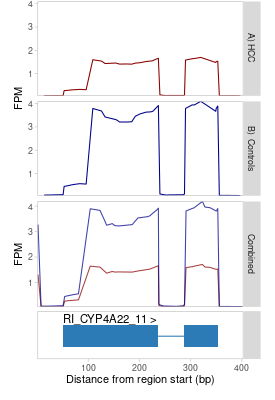 4
3
2
1
A) HCC
FPM
4
3
2
1
B) Controls
4
3
2
1
FPM
Combined
RI_CYP4A22_11 >
100
200
300
400
Distance from region start (bp)